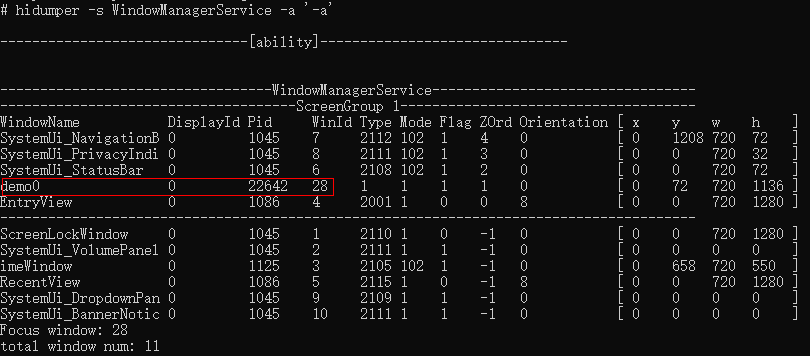 # hidumper -s WindowManagerService -a '-a'
-------------------------------[ability]-------------------------------
----------------------------------WindowManagerService---------------------------------
-------------------------------------ScreenGroup 1-------------------------------------
WindowName DisplayId Pid WinId Type Mode Flag ZOrd Orientation [ x y w h ]
SystemUi_NavigationB 0 1045 7 2112 102 1 4 0 [ 0 1208 720 72 ]
SystemUi_PrivacyIndi 0 1045 8 2111 102 1 3 0 [ 0 0 720 32 ]
SystemUi_StatusBar 0 1045 6 2108 102 1 2 0 [ 0 0 720 72 ]
demo0 0 22642 28 1 1 1 1 0 [ 0 72 720 1136 ]
EntryView 0 1086 4 2001 1 0 0 8 [ 0 0 720 1280 ]
---------------------------------------------------------------------------------------
ScreenLockWindow 0 1045 1 2110 1 0 -1 0 [ 0 0 720 1280 ]
SystemUi_VolumePanel 0 1045 2 2111 1 1 -1 0 [ 0 0 0 0 ]
imeWindow 0 1125 3 2105 102 1 -1 0 [ 0 658 720 550 ]
RecentView 0 1086 5 2115 1 0 -1 8 [ 0 0 720 1280 ]
SystemUi_DropdownPan 0 1045 9 2109 1 1 -1 0 [ 0 0 0 0 ]
SystemUi_BannerNotic 0 1045 10 2111 1 1 -1 0 [ 0 0 0 0 ]
Focus window: 28
total window num: 11